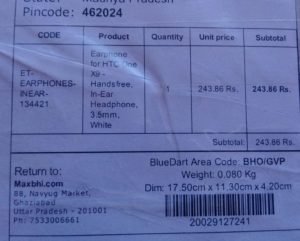 Pincode: 462024
Product Quantity Unit price Subtotal
ET-
EARPHONES-
INEAR-
134421
Earphone
for HTC One
X8 -
Handsfree,
In-Ear
Headphone,
3.5mm,
White
1 243.86 Rs. 243.86 Rs.
Subtotal: 243.86 Rs.
Return to:
Maxbhi.com
88, Navyug Market,
Ghaziabad
Uttar Pradesh - 201001
Ph: 7533006661
BlueDart Area Code: BHO/GVP
Weight: 0.080 Kg
Dim: 17.50cm x 11.30cm x 4.20cm
20029127241